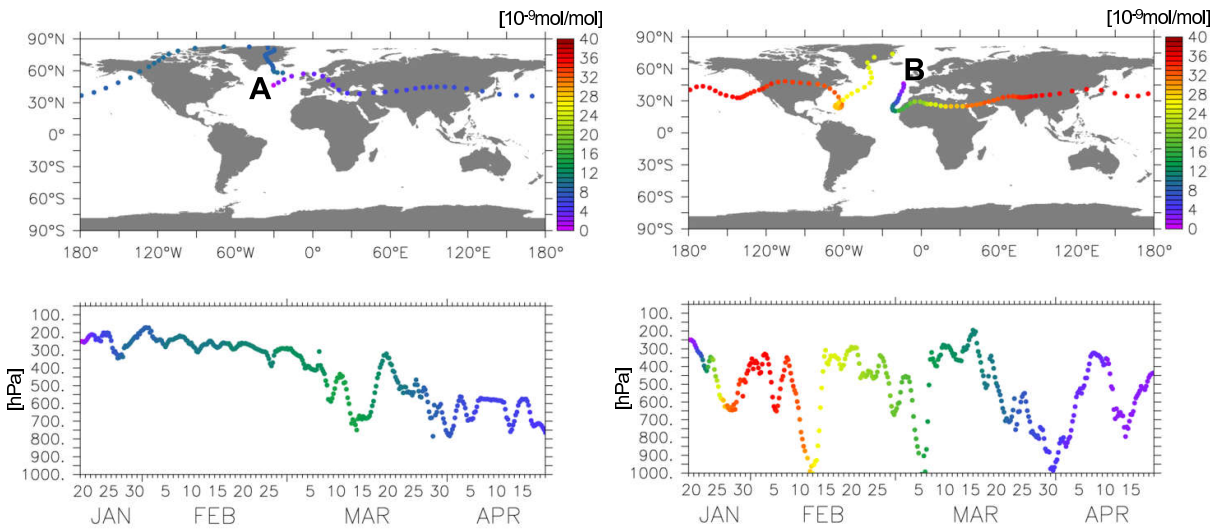 [10⁻⁹mol/mol]
90°N
60°N
30°N
0°
30°S
60°S
90°S
180°
120°W
60°W
0°
60°E
120°E
180°
A
40
36
32
28
24
20
16
12
8
4
0
[10⁻⁹mol/mol]
90°N
60°N
30°N
0°
30°S
60°S
90°S
180°
120°W
60°W
0°
60°E
120°E
180°
B
40
36
32
28
24
20
16
12
8
4
0
[hPa]
100.
200.
300.
400.
500.
600.
700.
800.
900.
1000.
20 25 30 5 10 15 20 25 5 10 15 20 25 30 5 10 15
JAN FEB MAR APR
[hPa]
100.
200.
300.
400.
500.
600.
700.
800.
900.
1000.
20 25 30 5 10 15 20 25 5 10 15 20 25 30 5 10 15
JAN FEB MAR APR